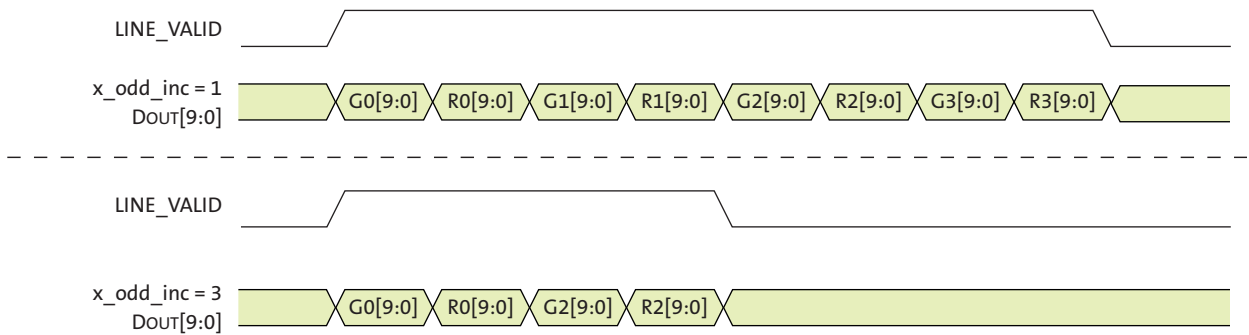 LINE_VALID
x_odd_inc = 1
DOUT[9:0]
G0[9:0] R0[9:0] G1[9:0] R1[9:0] G2[9:0] R2[9:0] G3[9:0] R3[9:0]
LINE_VALID
x_odd_inc = 3
DOUT[9:0]
G0[9:0] R0[9:0] G2[9:0] R2[9:0]